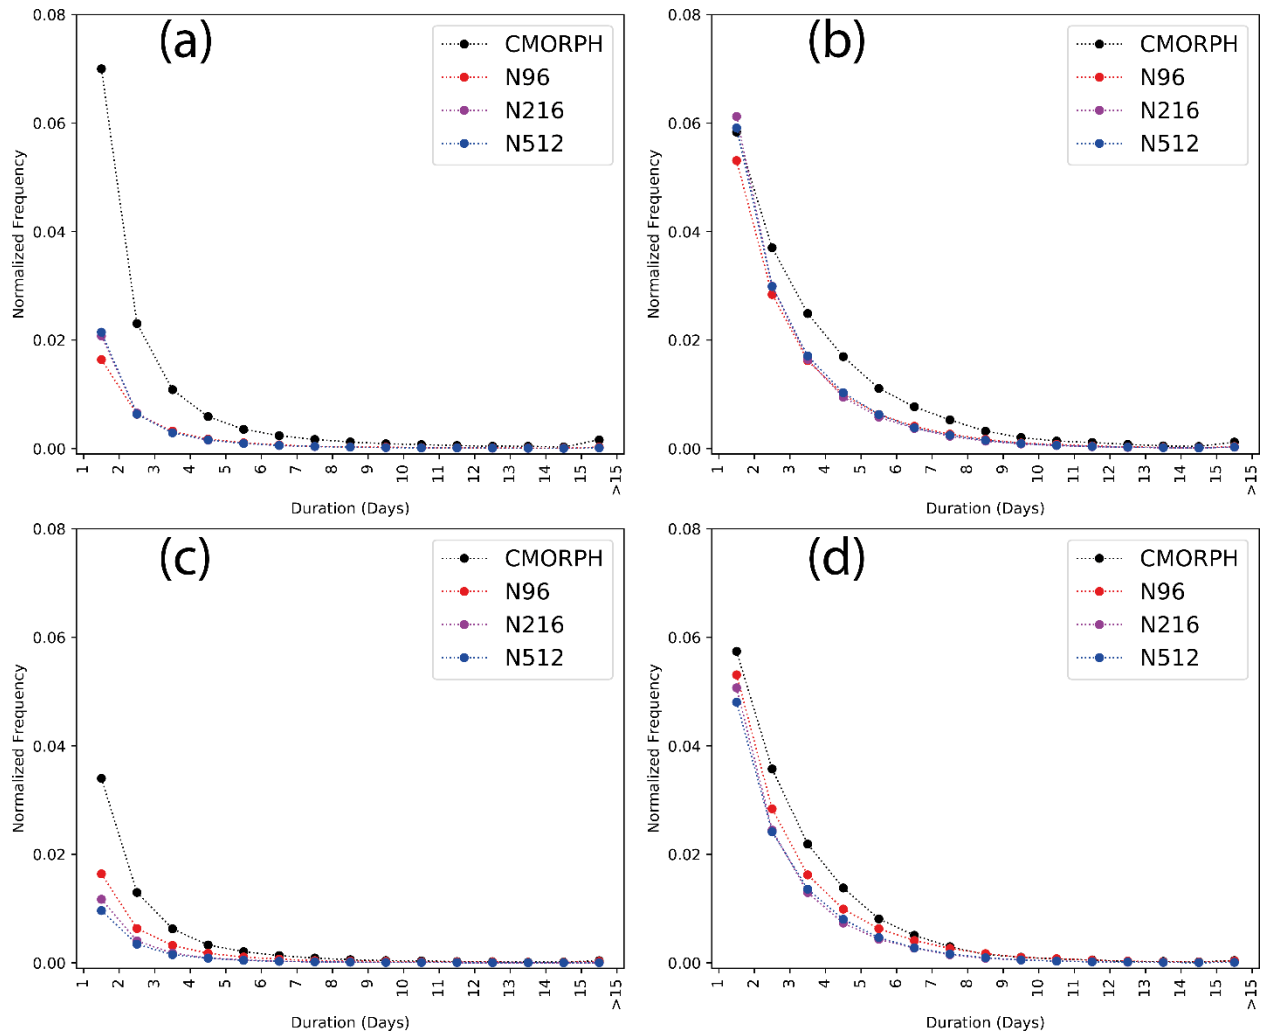 (a)
CMORPH
N96
N216
N512
0.08
0.06
0.04
0.02
0.00
Normalized Frequency
1 2 3 4 5 6 7 8 9 10 11 12 13 14 15 >15
Duration (Days)
(b)
CMORPH
N96
N216
N512
0.08
0.06
0.04
0.02
0.00
Normalized Frequency
1 2 3 4 5 6 7 8 9 10 11 12 13 14 15 >15
Duration (Days)
(c)
CMORPH
N96
N216
N512
0.08
0.06
0.04
0.02
0.00
Normalized Frequency
1 2 3 4 5 6 7 8 9 10 11 12 13 14 15 >15
Duration (Days)
(d)
CMORPH
N96
N216
N512
0.08
0.06
0.04
0.02
0.00
Normalized Frequency
1 2 3 4 5 6 7 8 9 10 11 12 13 14 15 >15
Duration (Days)